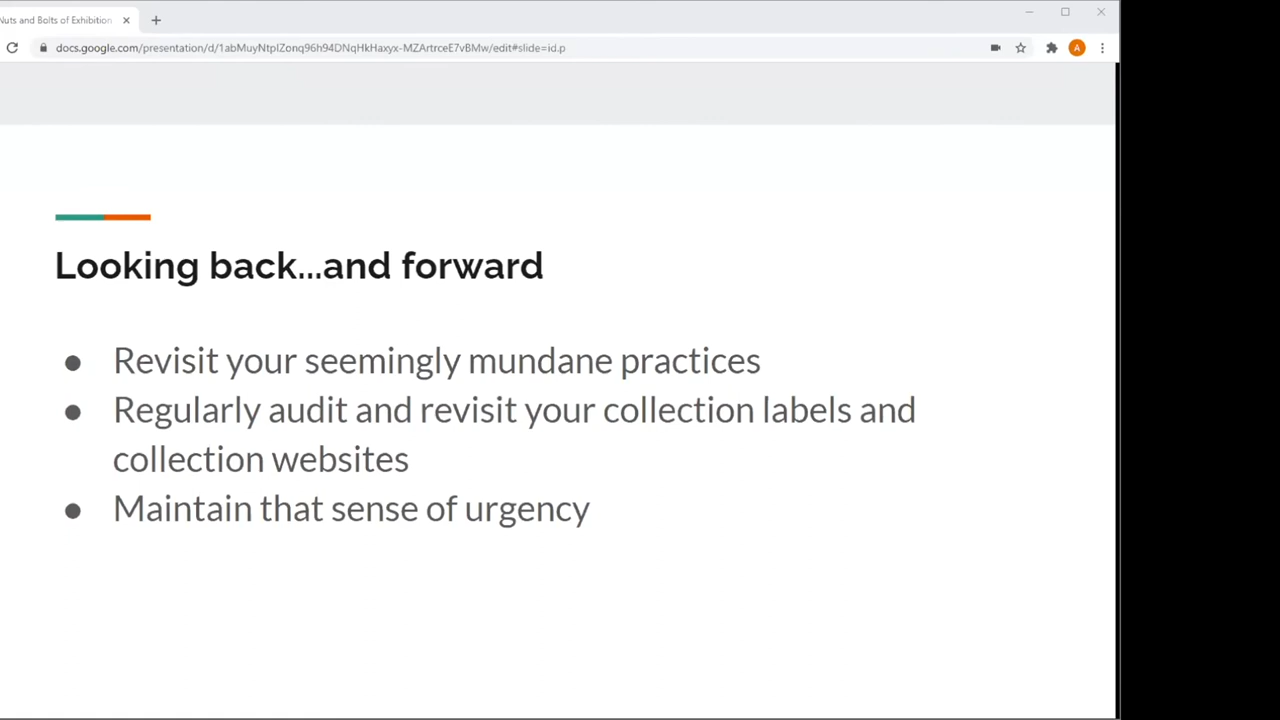 Nuts and Bolts of Exhibition
docs.google.com/presentation/d/1abMuyNtplZonq96h94DNqHkHaxyx-MZArtrceE7vBMw/edit#slide=id.p
A
Looking back...and forward
● Revisit your seemingly mundane practices
● Regularly audit and revisit your collection labels and
collection websites
● Maintain that sense of urgency